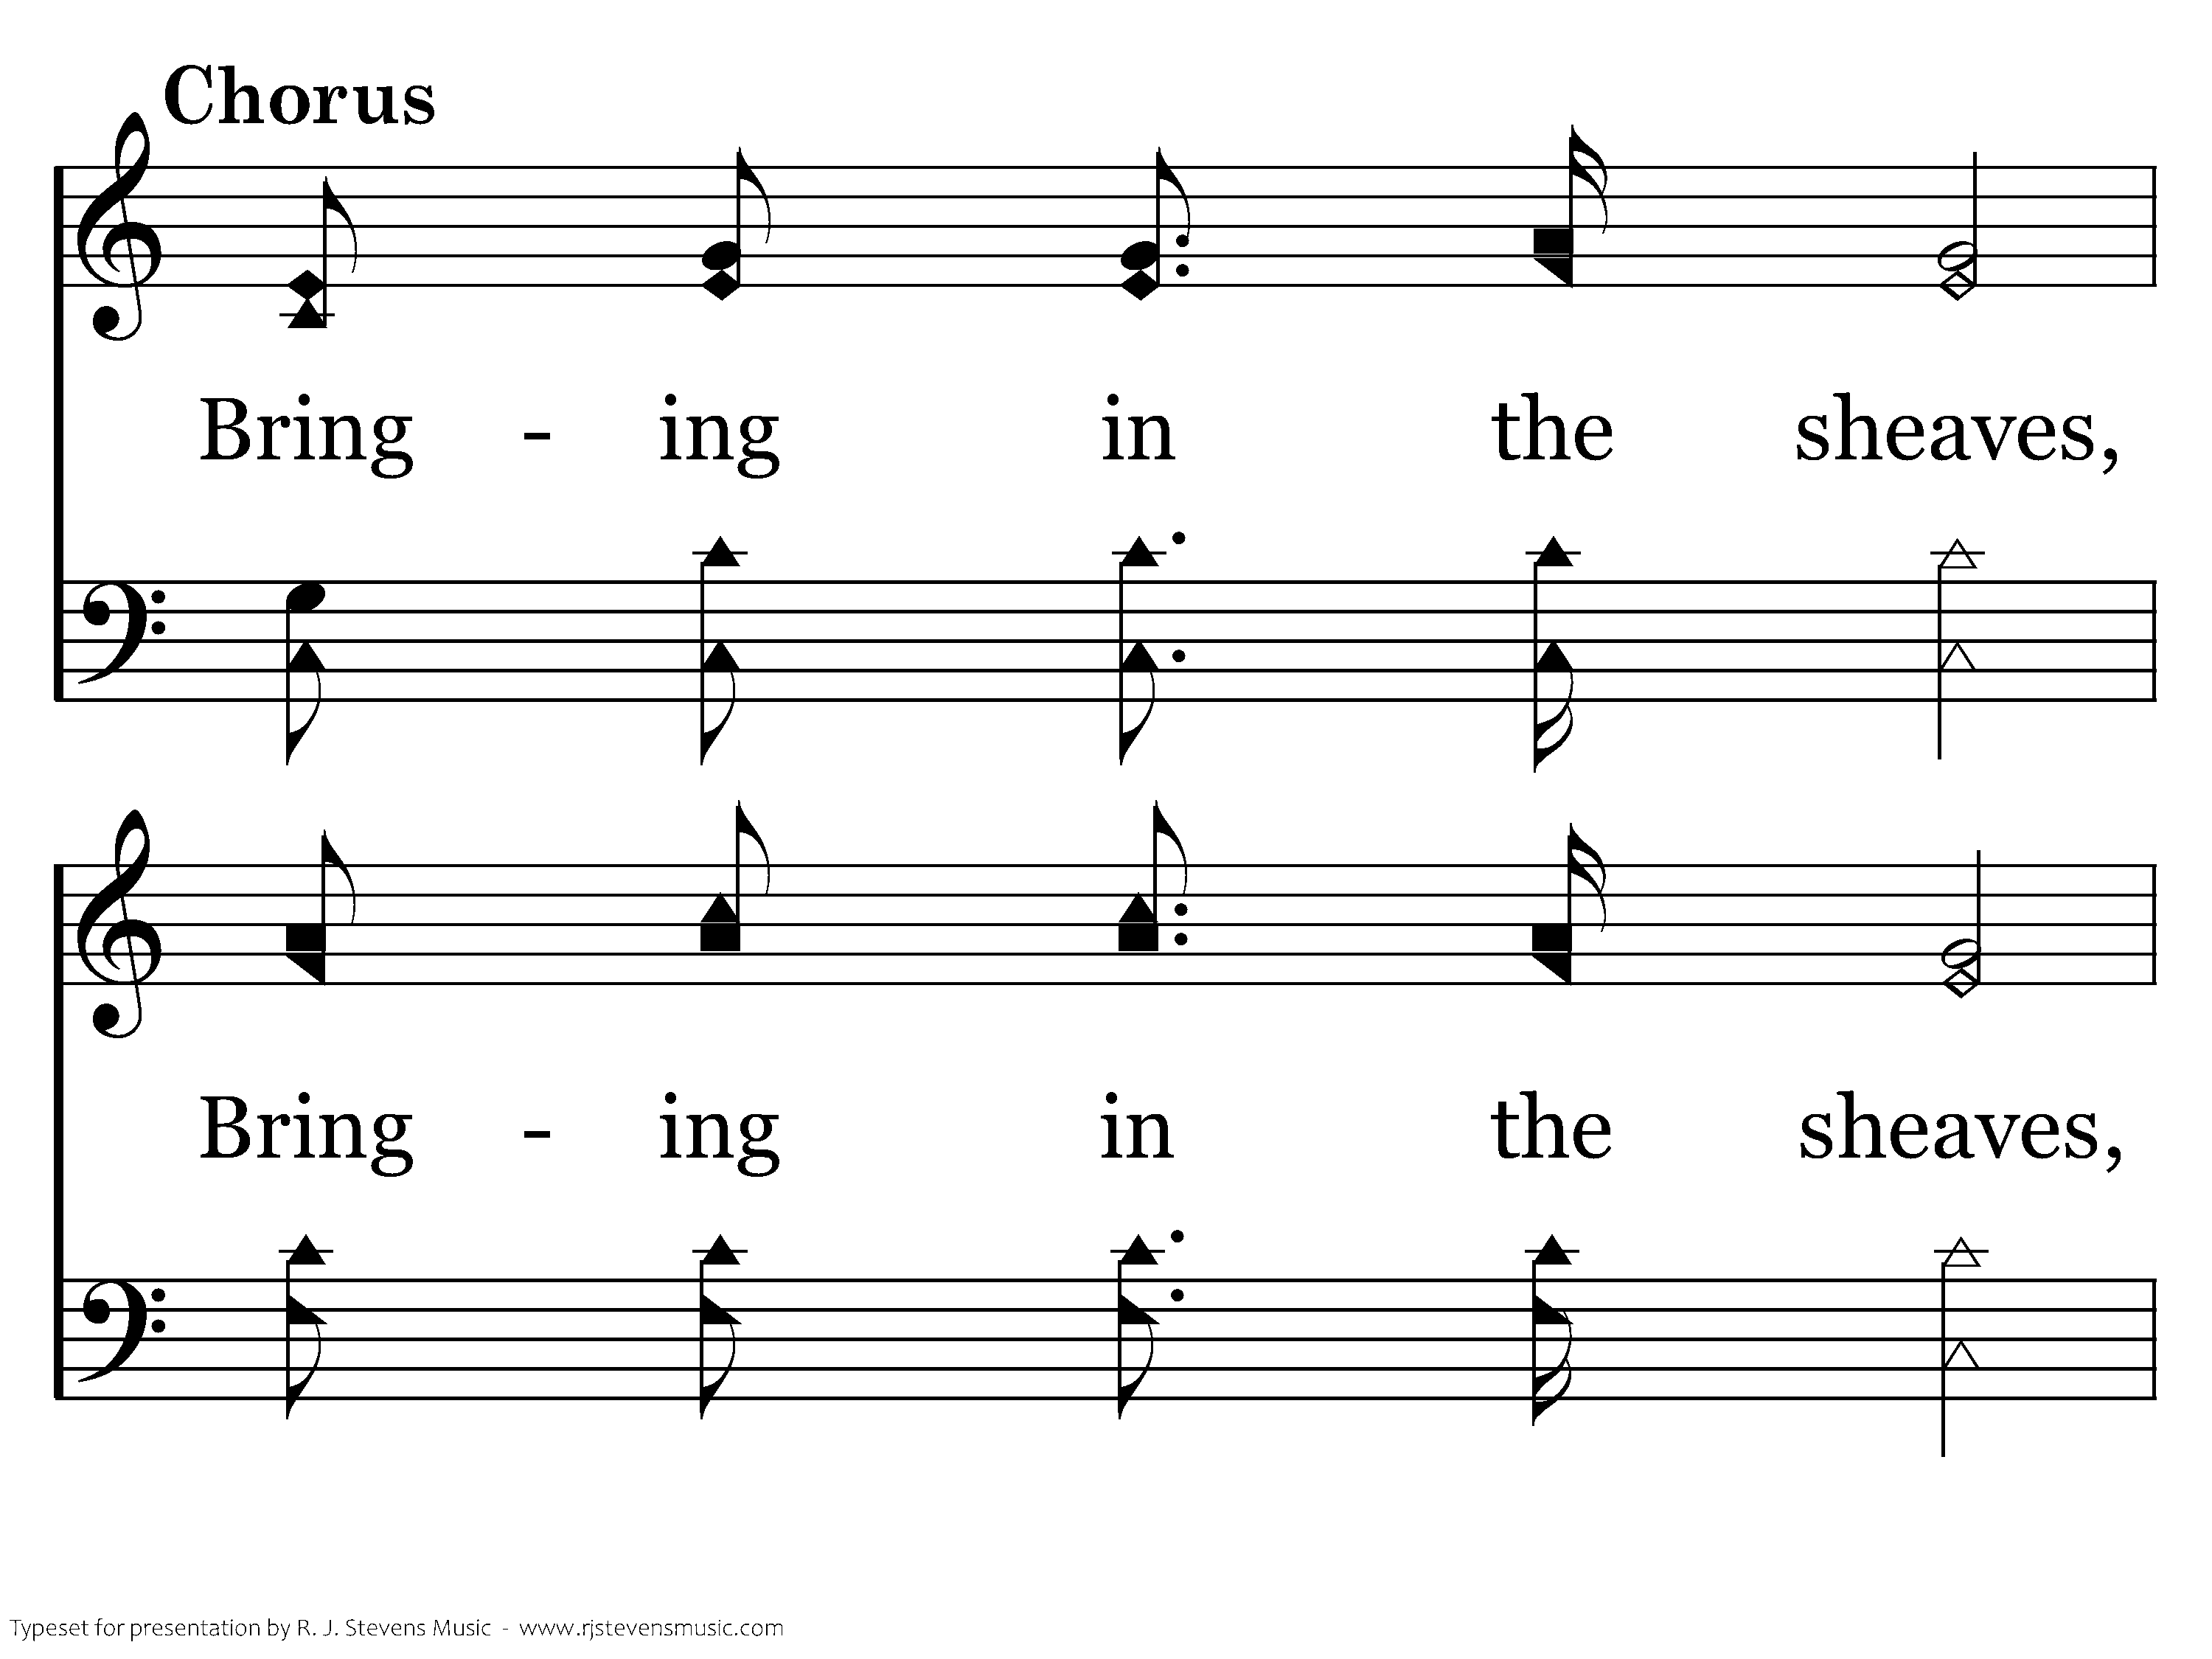 Chorus
Bring - ing in the sheaves,
Bring - ing in the sheaves,
Typeset for presentation by R. J. Stevens Music - www.rjstevensmusic.com